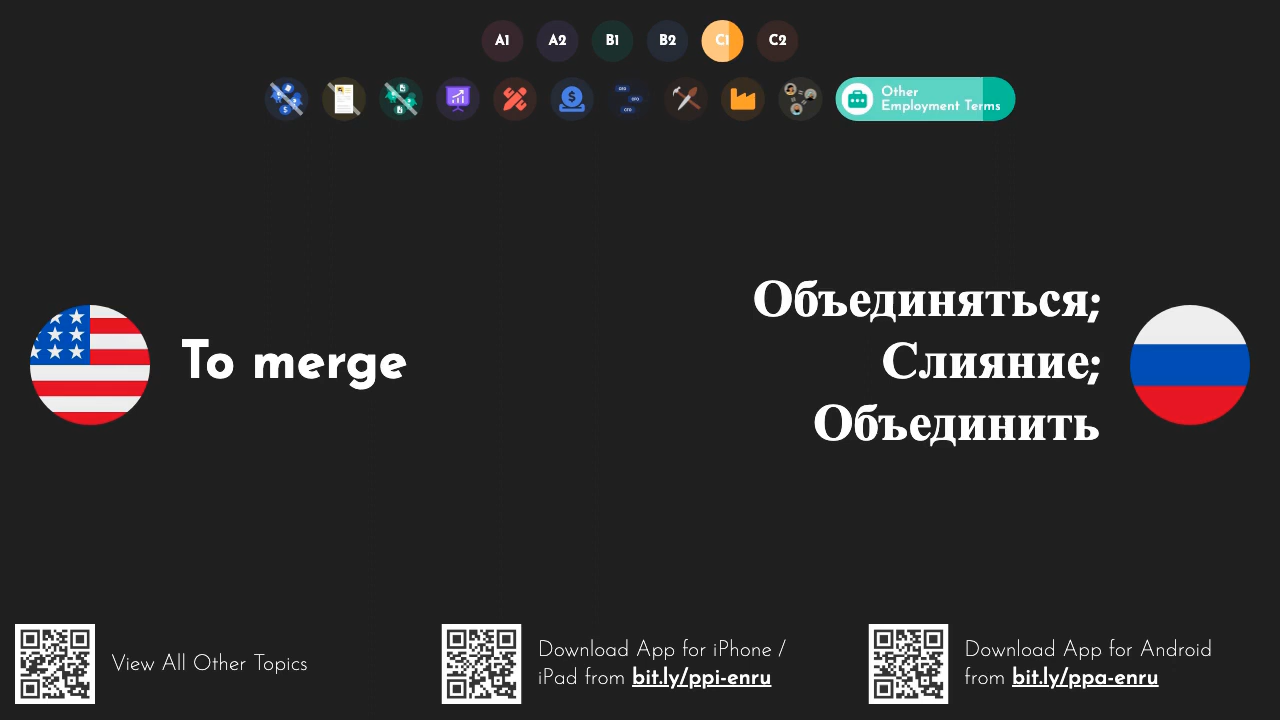 A1 A2 B1 B2 C1 C2
Other
Employment Terms
To merge
Объединяться;
Слияние;
Объединить
View All Other Topics
Download App for iPhone /
iPad from bit.ly/ppi-enru
Download App for Android
from bit.ly/ppa-enru